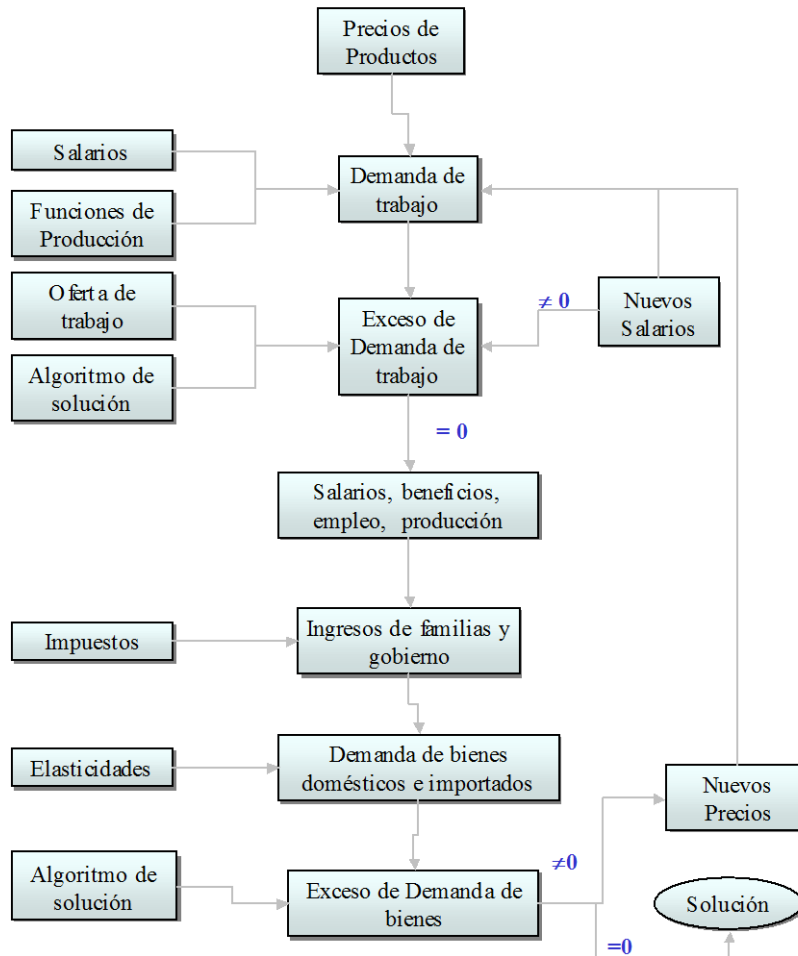 Precios de
Productos
Salarios
Demanda de
trabajo
Funciones de
Producción
Oferta de
trabajo
≠ 0
Nuevos
Salarios
Exceso de
Demanda de
trabajo
Algoritmo de
solución
= 0
Salarios, beneficios,
empleo, producción
Impuestos
Ingresos de familias y
gobierno
Elasticidades
Demanda de bienes
domésticos e importados
Nuevos
Precios
≠0
Algoritmo de
solución
Exceso de Demanda de
bienes
Solución
=0